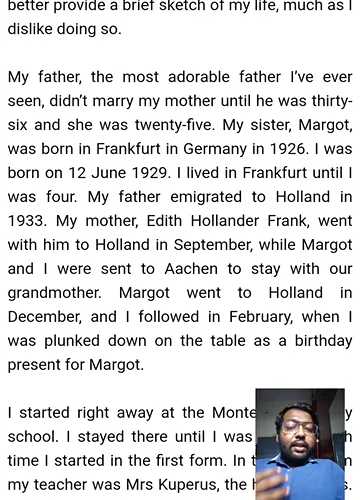 better provide a brief sketch of my life, much as I
dislike doing so.
My father, the most adorable father I've ever
seen, didn't marry my mother until he was thirty-
six and she was twenty-five. My sister, Margot,
was born in Frankfurt in Germany in 1926. I was
born on 12 June 1929. I lived in Frankfurt until I
was four. My father emigrated to Holland in
1933. My mother, Edith Hollander Frank, went
with him to Holland in September, while Margot
and I were sent to Aachen to stay with our
grandmother. Margot went to Holland in
December, and I followed in February, when I
was plunked down on the table as a birthday
present for Margot.
I started right away at the Monte
school. I stayed there until I was
time I started in the first form. In
my teacher was Mrs Kuperus, the